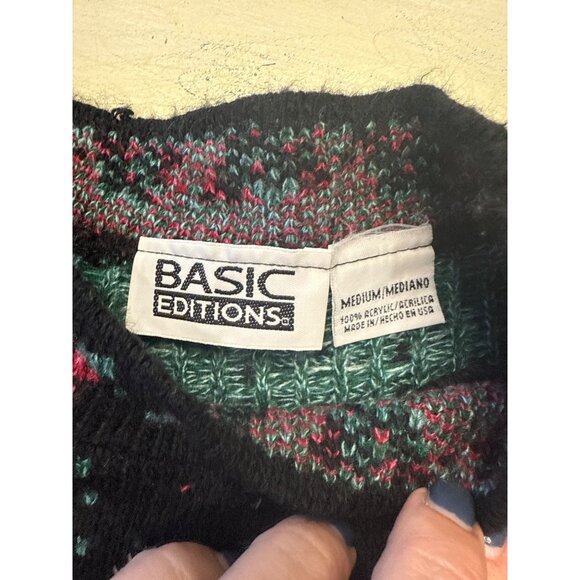 BASIC
EDITIONS
MEDIUM/MEDIANO
100% ACRYLIC/ACRILICA
MADE IN/HECHO EN USA